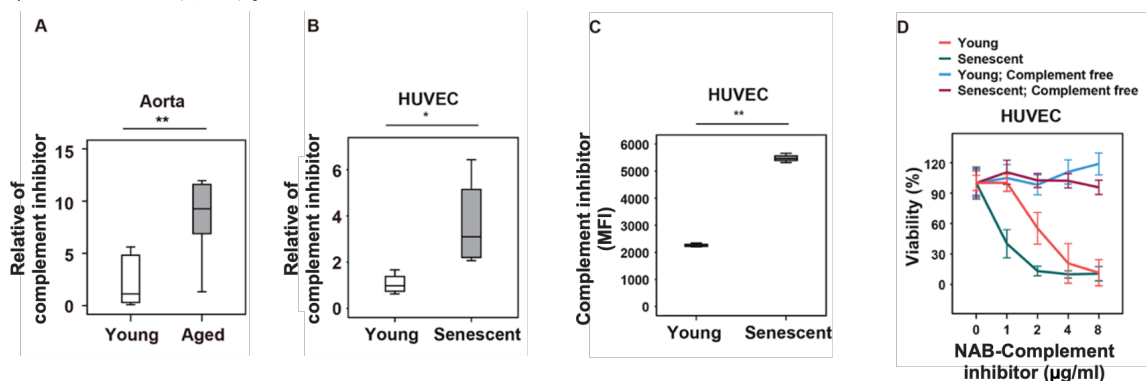 A
Aorta
**
Relative of
complement inhibitor
15
10
5
0
Young Aged
B
HUVEC
*
Relative of
complement inhibitor
6
4
2
0
Young Senescent
C
HUVEC
**
Complement inhibitor
(MFI)
6000
5000
4000
3000
2000
1000
0
Young Senescent
D
Young
Senescent
Young; Complement free
Senescent; Complement free
HUVEC
Viability (%)
120
90
60
30
0
0 1 2 4 8
NAB-Complement
inhibitor (μg/ml)